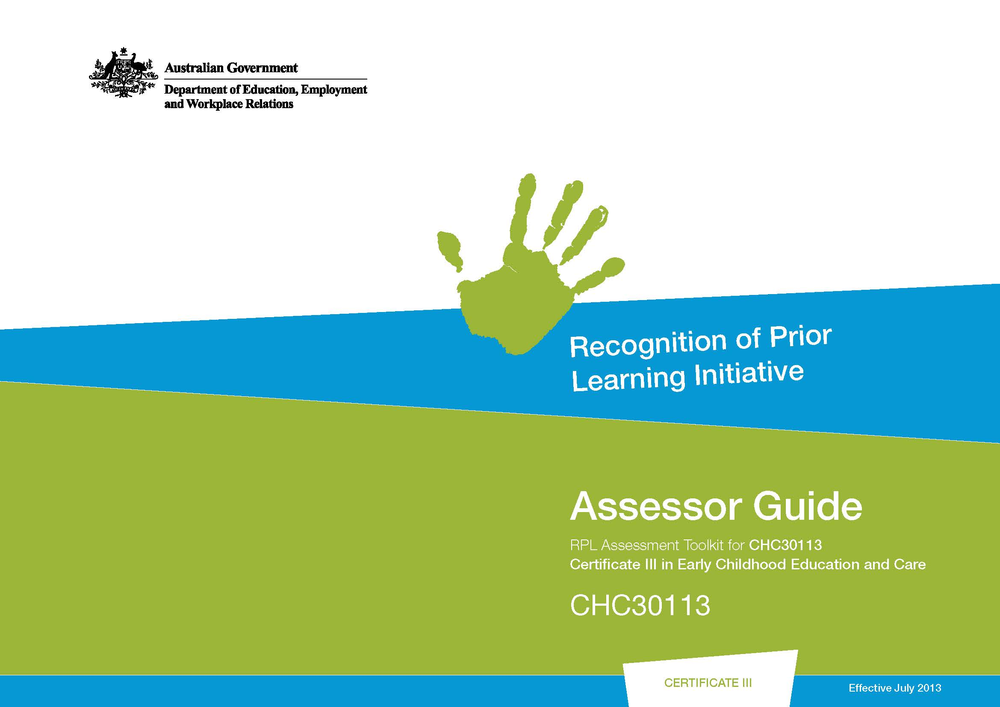 Australian Government
Department of Education, Employment
and Workplace Relations
Recognition of Prior
Learning Initiative
Assessor Guide
RPL Assessment Toolkit for CHC30113
Certificate III in Early Childhood Education and Care
CHC30113
CERTIFICATE III
Effective July 2013